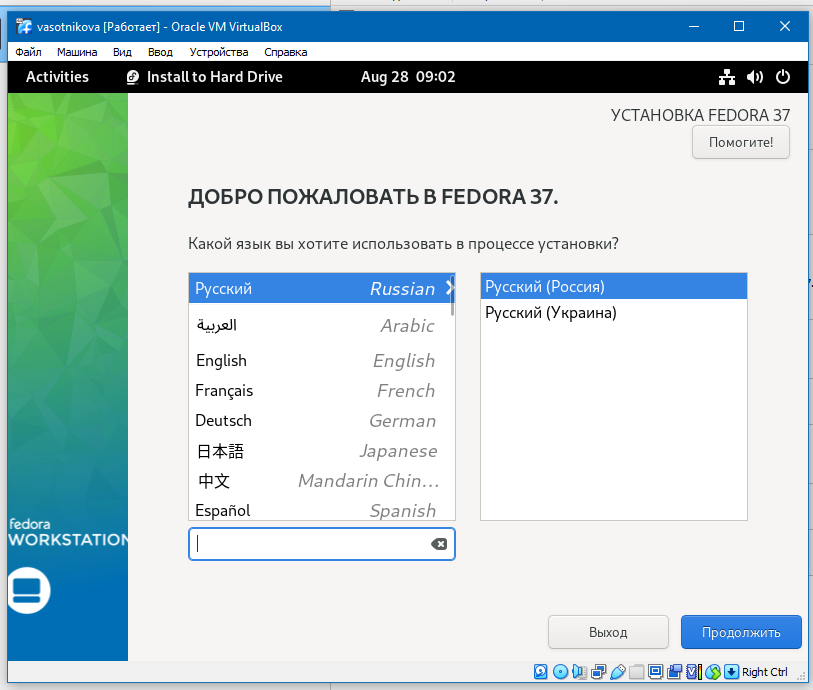 vasotnikova [Работает] - Oracle VM VirtualBox
Файл Машина Вид Ввод Устройства Справка
Activities Install to Hard Drive Aug 28 09:02
УСТАНОВКА FEDORA 37
Помогите!
ДОБРО ПОЖАЛОВАТЬ В FEDORA 37.
Какой язык вы хотите использовать в процессе установки?
Русский Russian
العربية Arabic
English English
Français French
Deutsch German
日本語 Japanese
中文 Mandarin Chin...
Español Spanish
Русский (Россия)
Русский (Украина)
fedora
WORKSTATION
Выход Продолжить
Right Ctrl